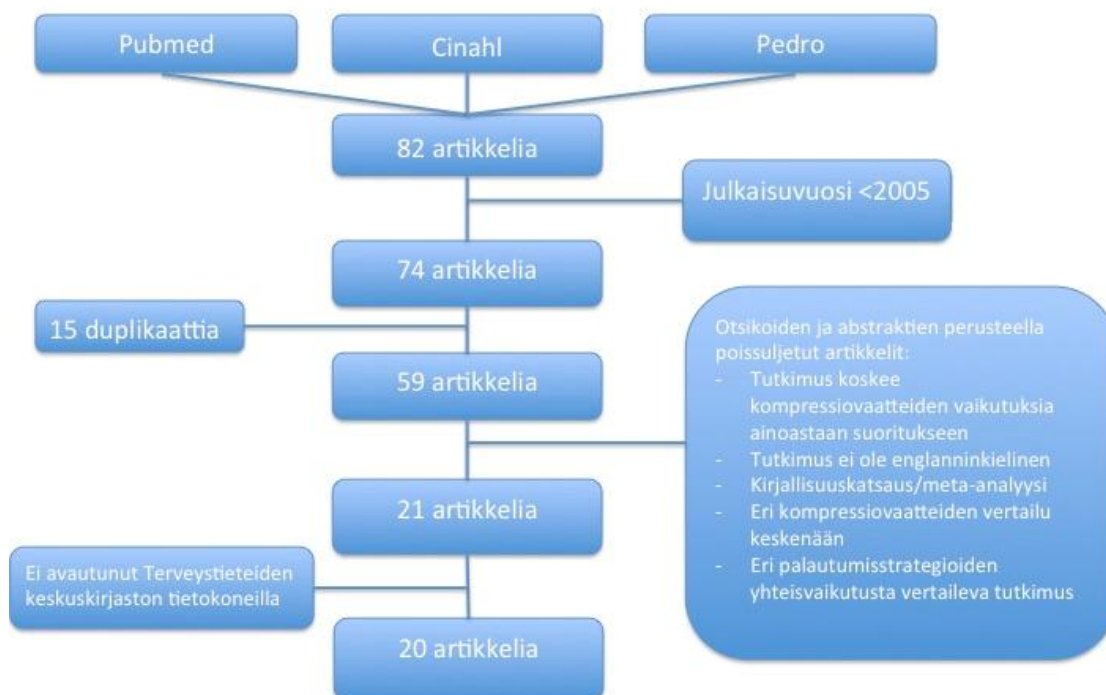 Pubmed
Cinahl
Pedro
82 artikkelia
Julkaisuvuosi <2005
74 artikkelia
15 duplikaattia
59 artikkelia
Otsikoiden ja abstraktien perusteella
poissuljetut artikkelit:
- Tutkimus koskee
kompressiovaatteiden vaikutuksia
ainoastaan suoritukseen
- Tutkimus ei ole englanninkielinen
- Kirjallisuuskatsaus/meta-analyysi
- Eri kompressiovaatteiden vertailu
keskenään
- Eri palautumisstrategioiden
yhteisvaikutusta vertaileva tutkimus
21 artikkelia
Ei avautunut Terveystieteiden
keskuskirjaston tietokoneilla
20 artikkelia